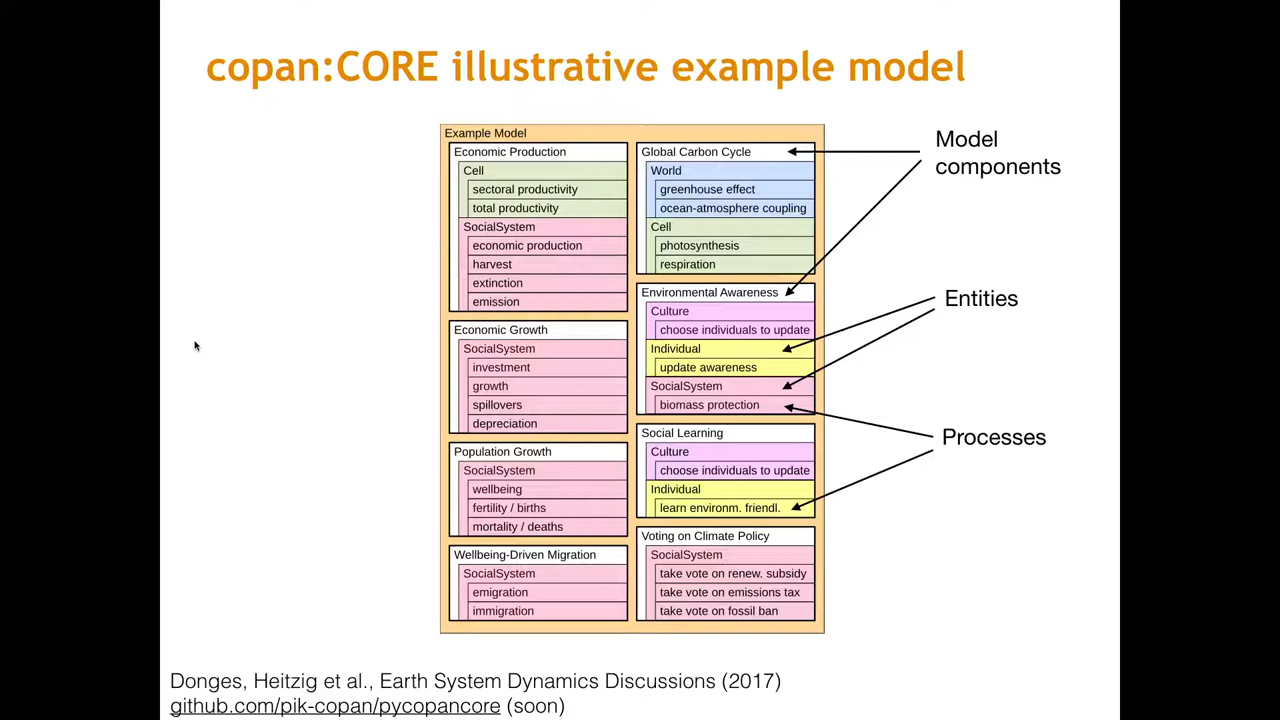 copan:CORE illustrative example model
Example Model
Economic Production
Cell
sectoral productivity
total productivity
SocialSystem
economic production
harvest
extinction
emission
Economic Growth
SocialSystem
investment
growth
spillovers
depreciation
Population Growth
SocialSystem
wellbeing
fertility / births
mortality / deaths
Wellbeing-Driven Migration
SocialSystem
emigration
immigration
Global Carbon Cycle
World
greenhouse effect
ocean-atmosphere coupling
Cell
photosynthesis
respiration
Environmental Awareness
Culture
choose individuals to update
Individual
update awareness
SocialSystem
biomass protection
Social Learning
Culture
choose individuals to update
Individual
learn environm. friendl.
Voting on Climate Policy
SocialSystem
take vote on renew. subsidy
take vote on emissions tax
take vote on fossil ban
Model
components
Entities
Processes
Donges, Heitzig et al., Earth System Dynamics Discussions (2017)
github.com/pik-copan/pycopancore (soon)